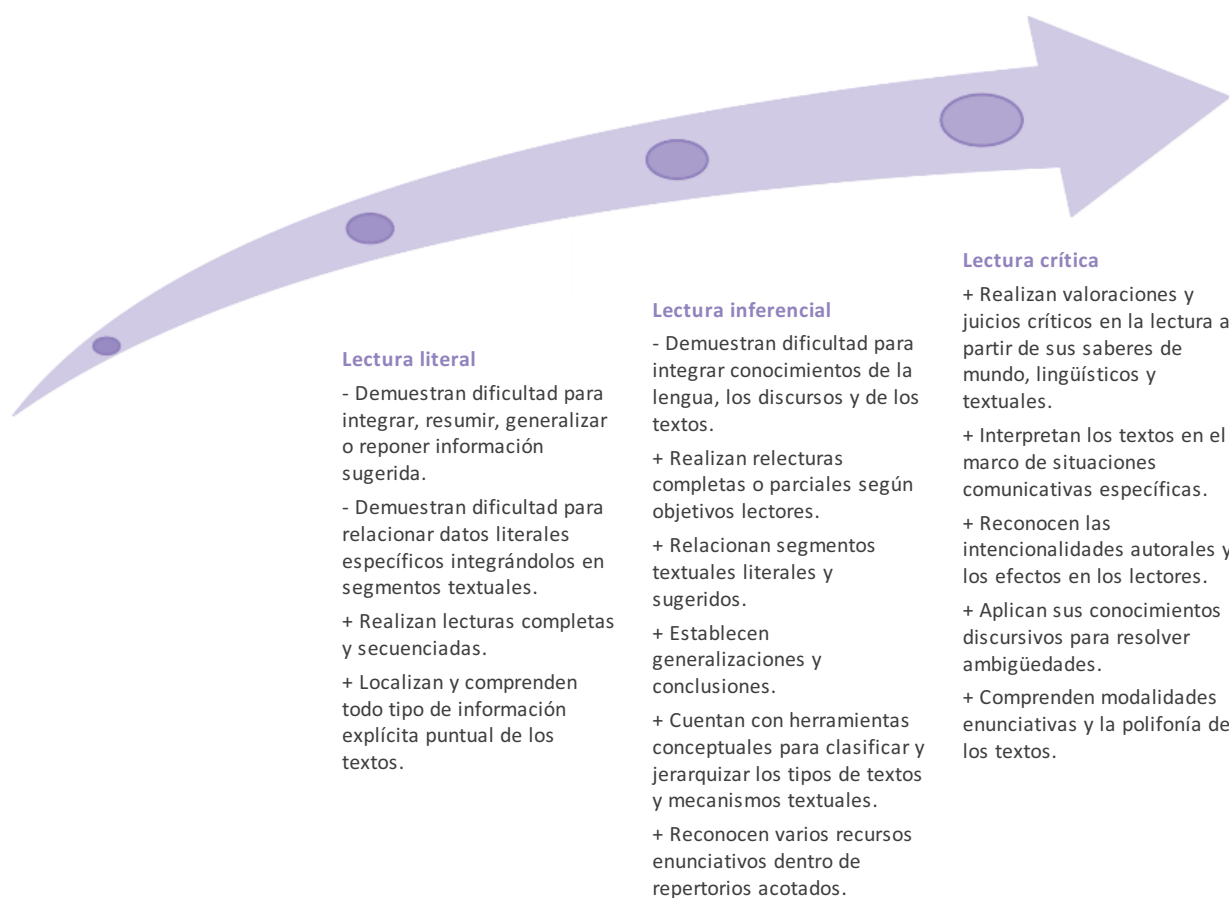 Lectura literal
- Demuestran dificultad para
integrar, resumir, generalizar
o reponer información
sugerida.
- Demuestran dificultad para
relacionar datos literales
específicos integrándolos en
segmentos textuales.
+ Realizan lecturas completas
y secuenciadas.
+ Localizan y comprenden
todo tipo de información
explícita puntual de los
textos.
Lectura inferencial
- Demuestran dificultad para
integrar conocimientos de la
lengua, los discursos y de los
textos.
+ Realizan relecturas
completas o parciales según
objetivos lectores.
+ Relacionan segmentos
textuales literales y
sugeridos.
+ Establecen
generalizaciones y
conclusiones.
+ Cuentan con herramientas
conceptuales para clasificar y
jerarquizar los tipos de textos
y mecanismos textuales.
+ Reconocen varios recursos
enunciativos dentro de
repertorios acotados.
Lectura crítica
+ Realizan valoraciones y
juicios críticos en la lectura a
partir de sus saberes de
mundo, lingüísticos y
textuales.
+ Interpretan los textos en el
marco de situaciones
comunicativas específicas.
+ Reconocen las
intencionalidades autorales y
los efectos en los lectores.
+ Aplican sus conocimientos
discursivos para resolver
ambigüedades.
+ Comprenden modalidades
enunciativas y la polifonía de
los textos.